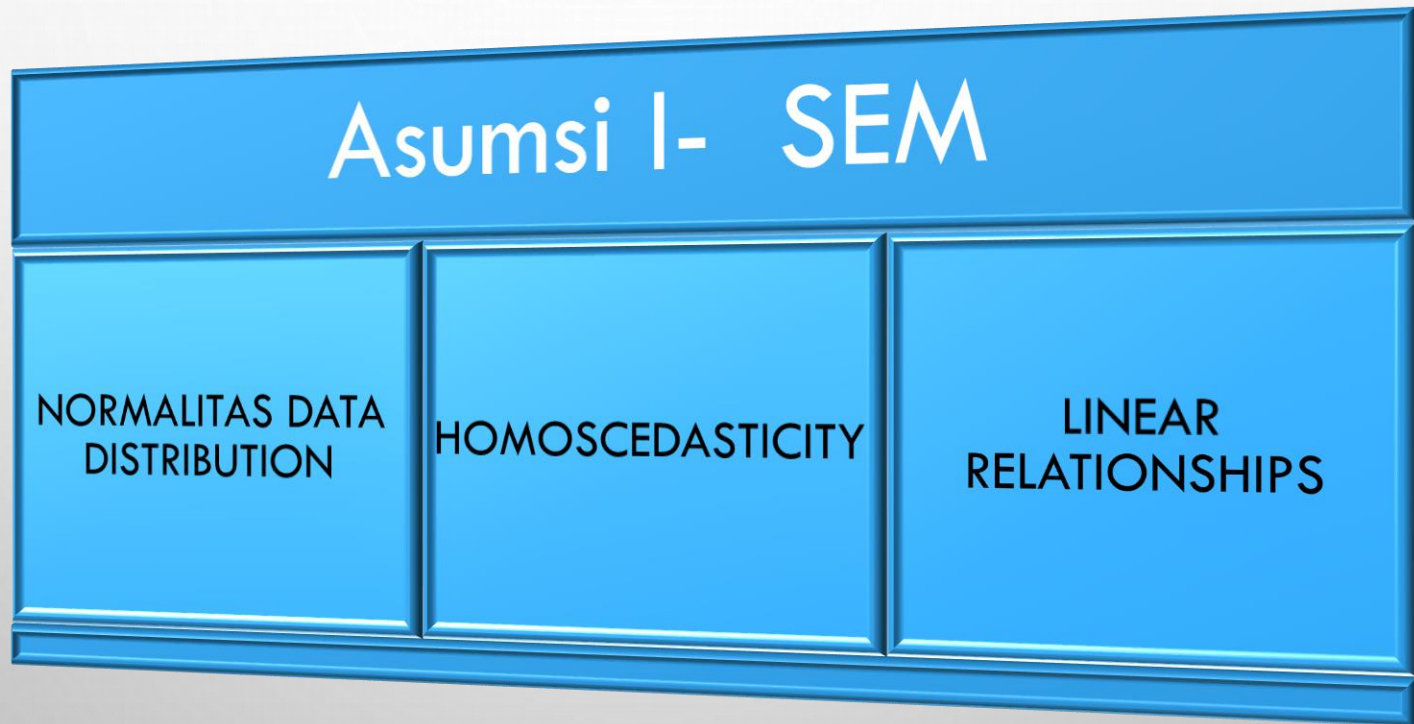 Asumsi I- SEM
NORMALITAS DATA
DISTRIBUTION
HOMOSCEDASTICITY
LINEAR
RELATIONSHIPS